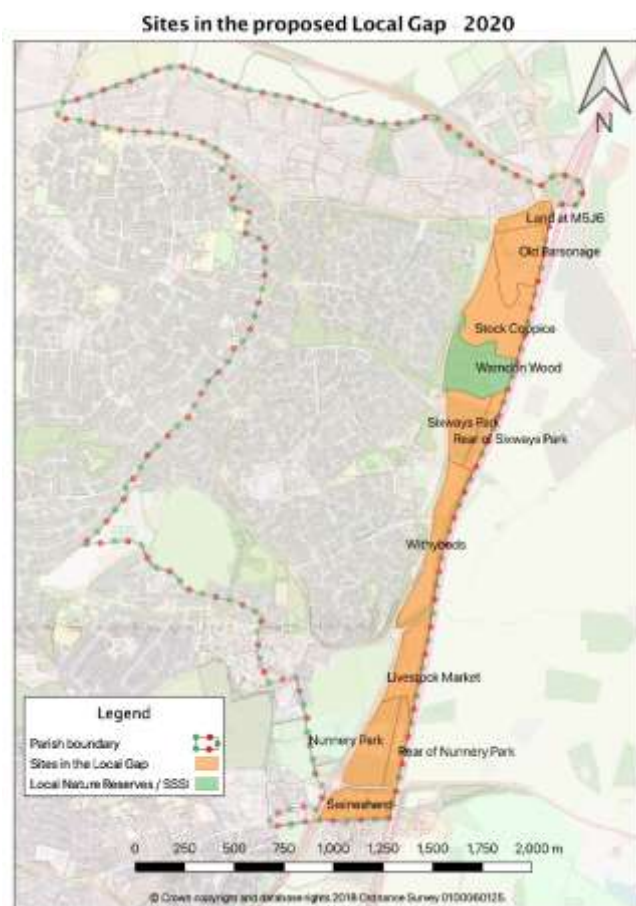 Sites in the proposed Local Gap 2020
N
Land at M5J6
Old Parsonage
Stock Coppice
Warndon Wood
Sixways Park
Rear of Sixways Park
Withybeds
Livestock Market
Nunnery Park
Rear of Nunnery Park
Swinesherd
Legend
Parish boundary
Sites in the Local Gap
Local Nature Reserves / SSSI
0 250 500 750 1,000 1,250 1,500 2,000 m
© Crown copyright and database rights 2018 Ordnance Survey 0100060125.